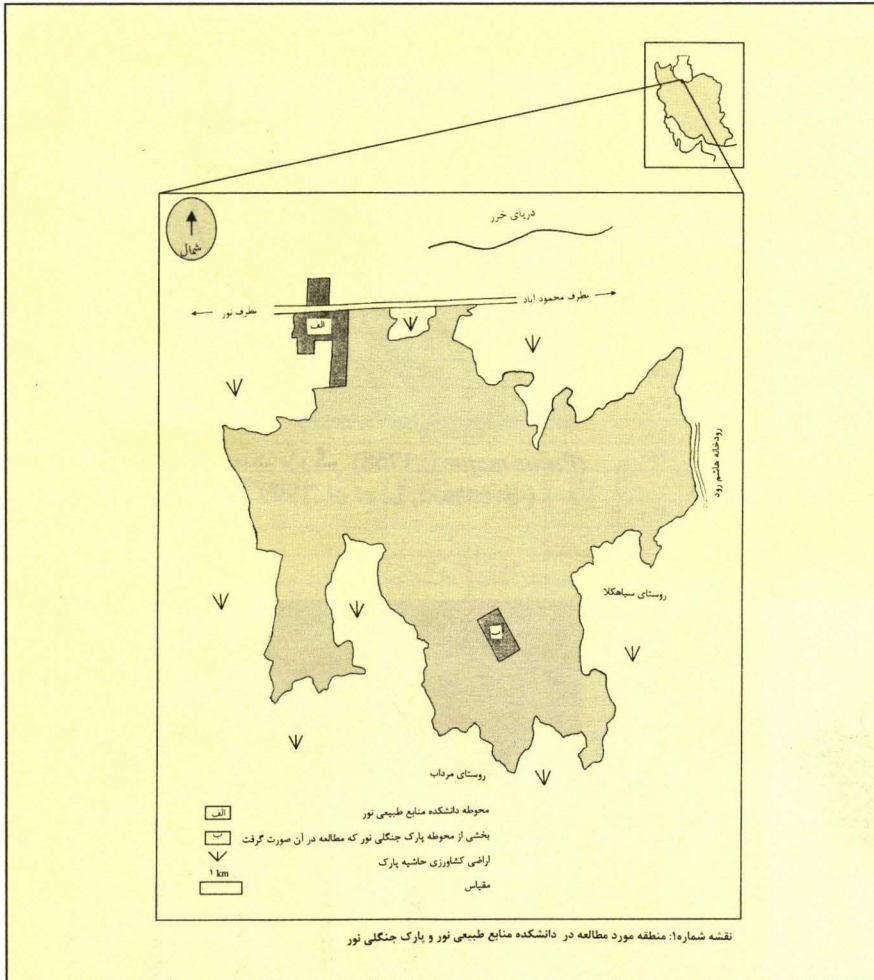 دریای خزر
شمال
بطرف محمود آباد
بطرف نور
الف
رودخانه هاشم رود
روستای سیاهکلا
ب
روستای مرداب
الف محوطه دانشکده منابع طبیعی نور
ب بخشی از محوطه پارک جنگلی نور که مطالعه در آن صورت گرفت
اراضی کشاورزی حاشیه پارک
۱ km
مقیاس
نقشه شماره۱: منطقه مورد مطالعه در دانشکده منابع طبیعی نور و پارک جنگلی نور